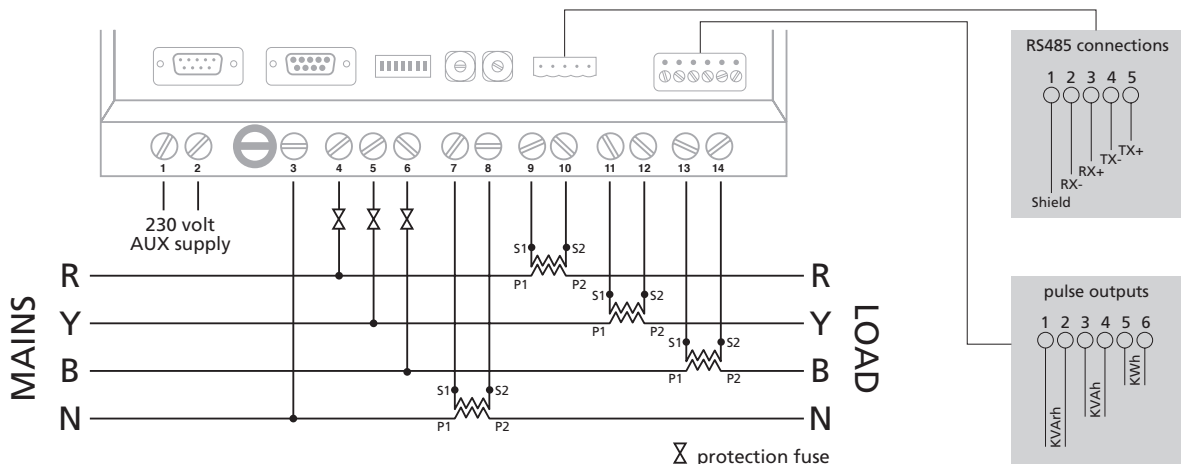 RS485 connections
1 2 3 4 5
Shield
RX-
RX+
TX-
TX+
1 2 3 4 5 6 7 8 9 10 11 12 13 14
230 volt
AUX supply
MAINS
LOAD
S1 S2
R P1 P2 R
S1 S2
Y P1 P2 Y
S1 S2
B P1 P2 B
S1 S2
N P1 P2 N
protection fuse
pulse outputs
1 2 3 4 5 6
KVArh
KVAh
KWh